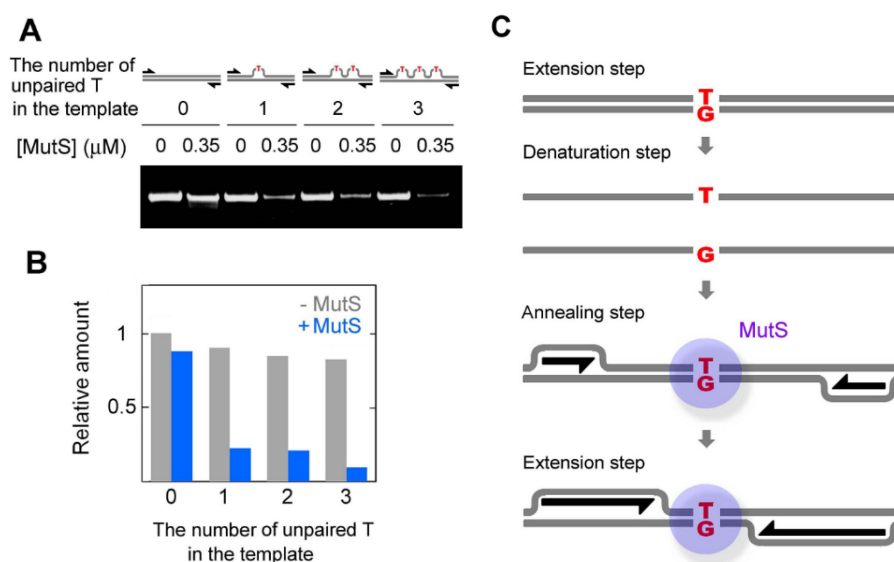 A
T
T T
T T T
The number of
unpaired T
in the template
0 1 2 3
[MutS] (μM) 0 0.35 0 0.35 0 0.35 0 0.35
B
Relative amount
1
0.5
- MutS
+ MutS
0 1 2 3
The number of unpaired T
in the template
C
Extension step
T
G
Denaturation step
T
G
Annealing step
MutS
T
G
Extension step
T
G